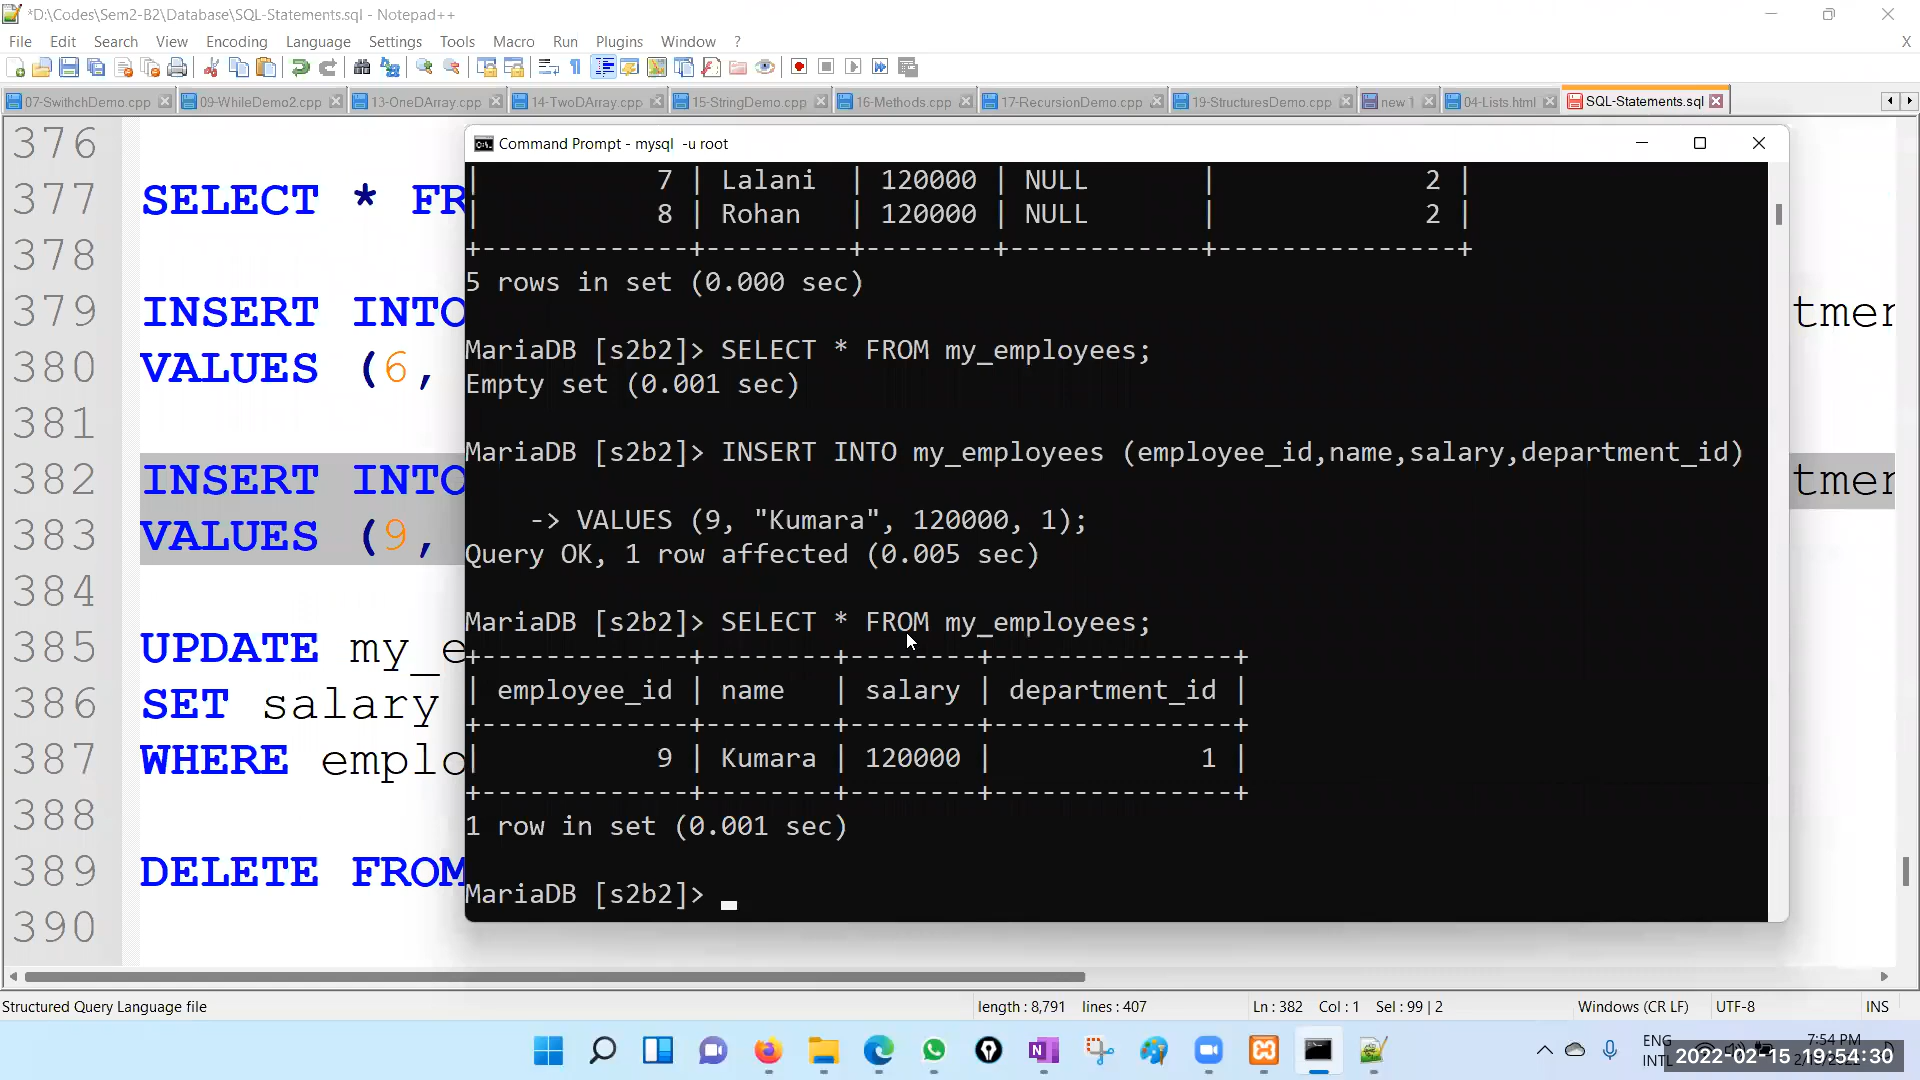 *D:\Codes\Sem2-B2\Database\SQL-Statements.sql - Notepad++
File Edit Search View Encoding Language Settings Tools Macro Run Plugins Window ? X
07-SwithchDemo.cpp 09-WhileDemo2.cpp 13-OneDArray.cpp 14-TwoDArray.cpp 15-StringDemo.cpp 16-Methods.cpp 17-RecursionDemo.cpp 19-StructuresDemo.cpp new 1 04-Lists.html SQL-Statements.sql
376
377 SELECT * FR
378
379 INSERT INTO tmer
380 VALUES (6,
381
382 INSERT INTO tmer
383 VALUES (9,
384
385 UPDATE my_e
386 SET salary
387 WHERE emplo
388
389 DELETE FROM
390
Command Prompt - mysql -u root
| 7 | Lalani | 120000 | NULL | 2 |
| 8 | Rohan | 120000 | NULL | 2 |
+-------------+---------+--------+------------+---------------+
5 rows in set (0.000 sec)
MariaDB [s2b2]> SELECT * FROM my_employees;
Empty set (0.001 sec)
MariaDB [s2b2]> INSERT INTO my_employees (employee_id,name,salary,department_id)
-> VALUES (9, "Kumara", 120000, 1);
Query OK, 1 row affected (0.005 sec)
MariaDB [s2b2]> SELECT * FROM my_employees;
+-------------+--------+--------+---------------+
| employee_id | name | salary | department_id |
+-------------+--------+--------+---------------+
| 9 | Kumara | 120000 | 1 |
+-------------+--------+--------+---------------+
1 row in set (0.001 sec)
MariaDB [s2b2]>
Structured Query Language file length : 8,791 lines : 407 Ln : 382 Col : 1 Sel : 99 | 2 Windows (CR LF) UTF-8 INS
ENG
INTL
7:54 PM
2022-02-15 19:54:30